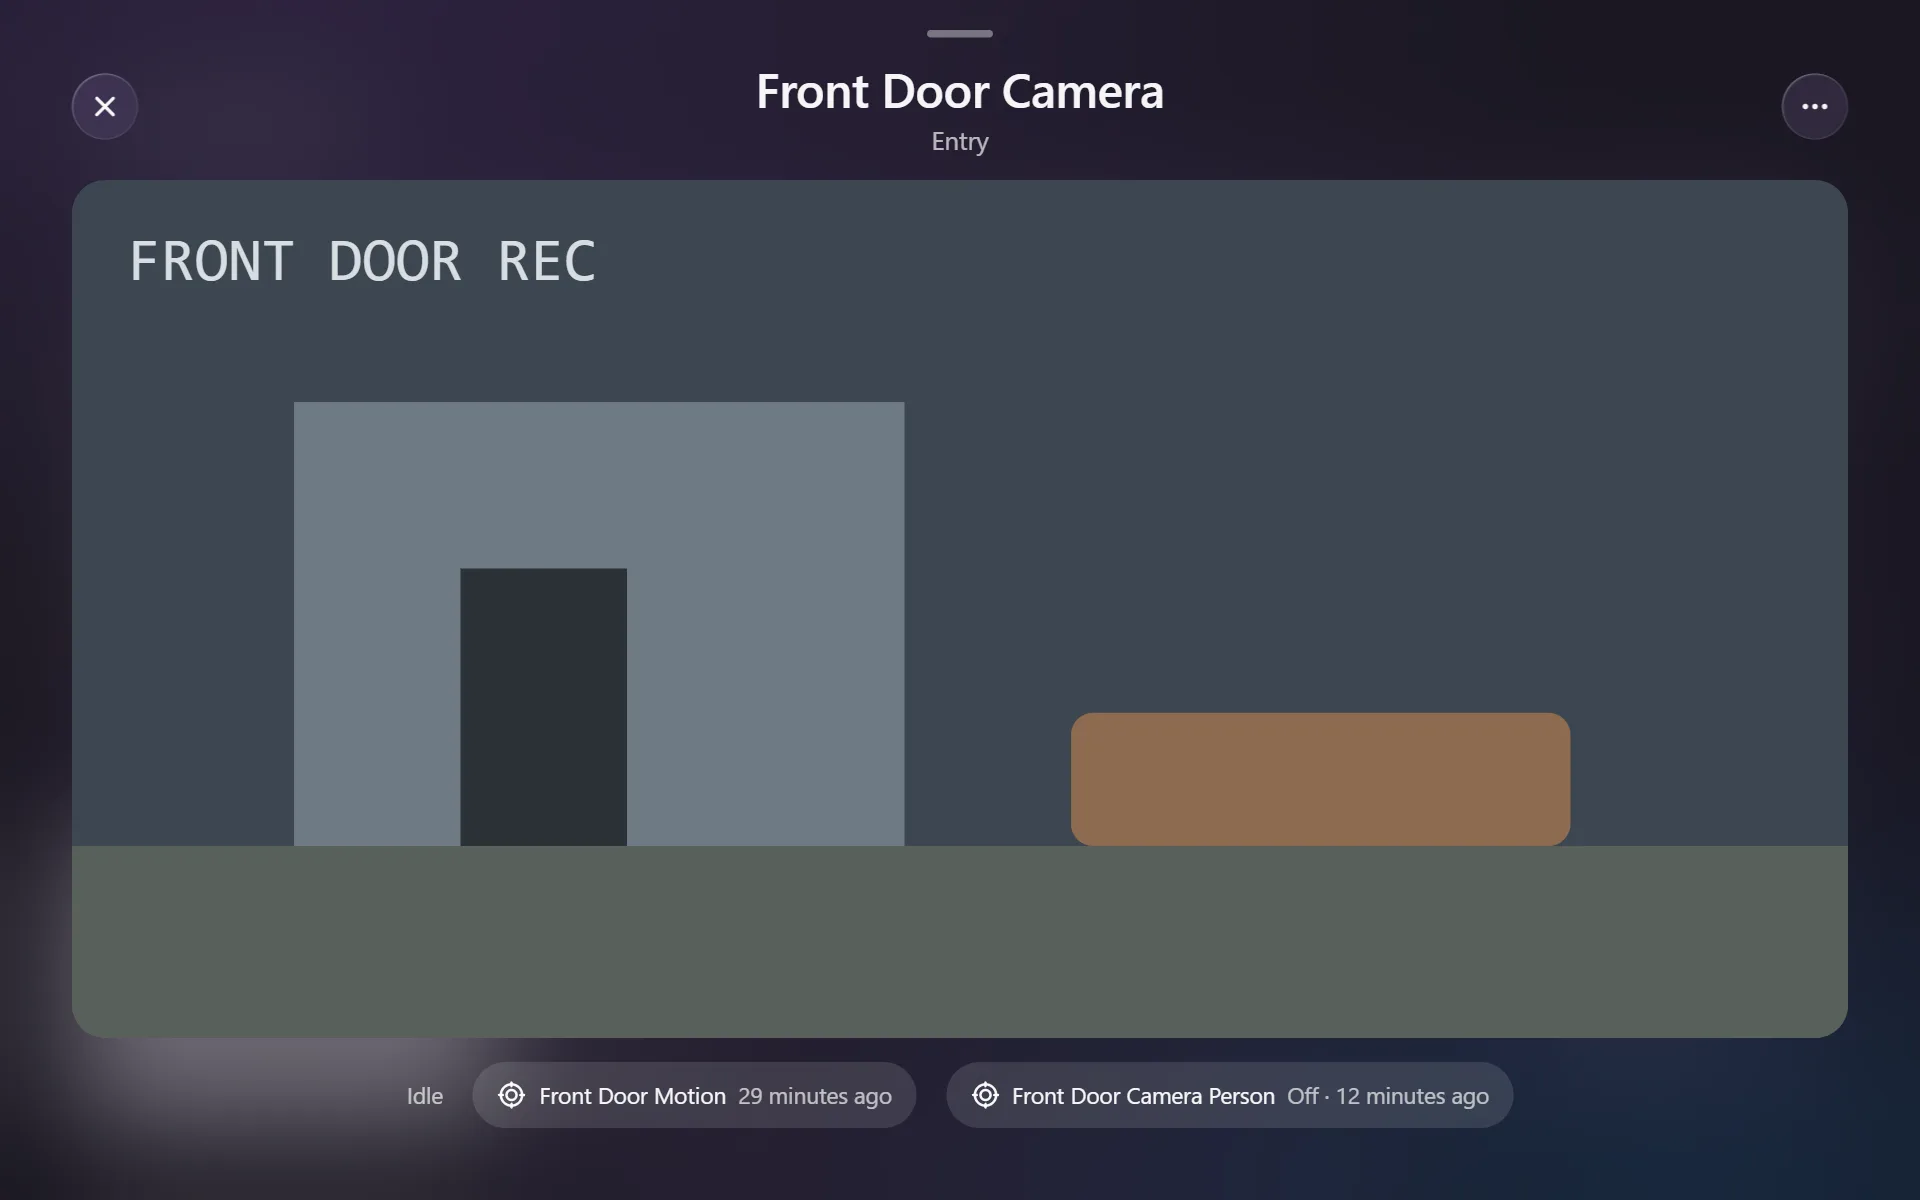 Front Door Camera
Entry
FRONT DOOR REC
Idle
Front Door Motion 29 minutes ago
Front Door Camera Person Off · 12 minutes ago